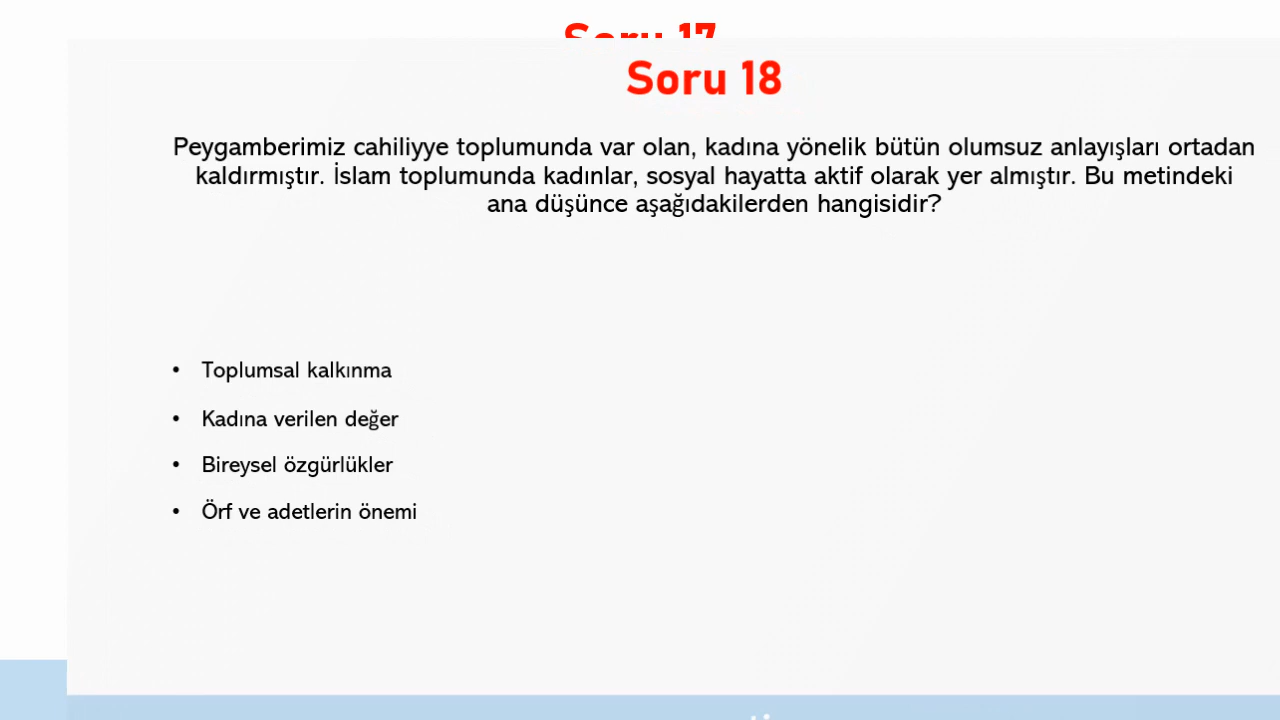 Soru 17
Soru 18
Peygamberimiz cahiliyye toplumunda var olan, kadına yönelik bütün olumsuz anlayışları ortadan
kaldırmıştır. İslam toplumunda kadınlar, sosyal hayatta aktif olarak yer almıştır. Bu metindeki
ana düşünce aşağıdakilerden hangisidir?
• Toplumsal kalkınma
• Kadına verilen değer
• Bireysel özgürlükler
• Örf ve adetlerin önemi